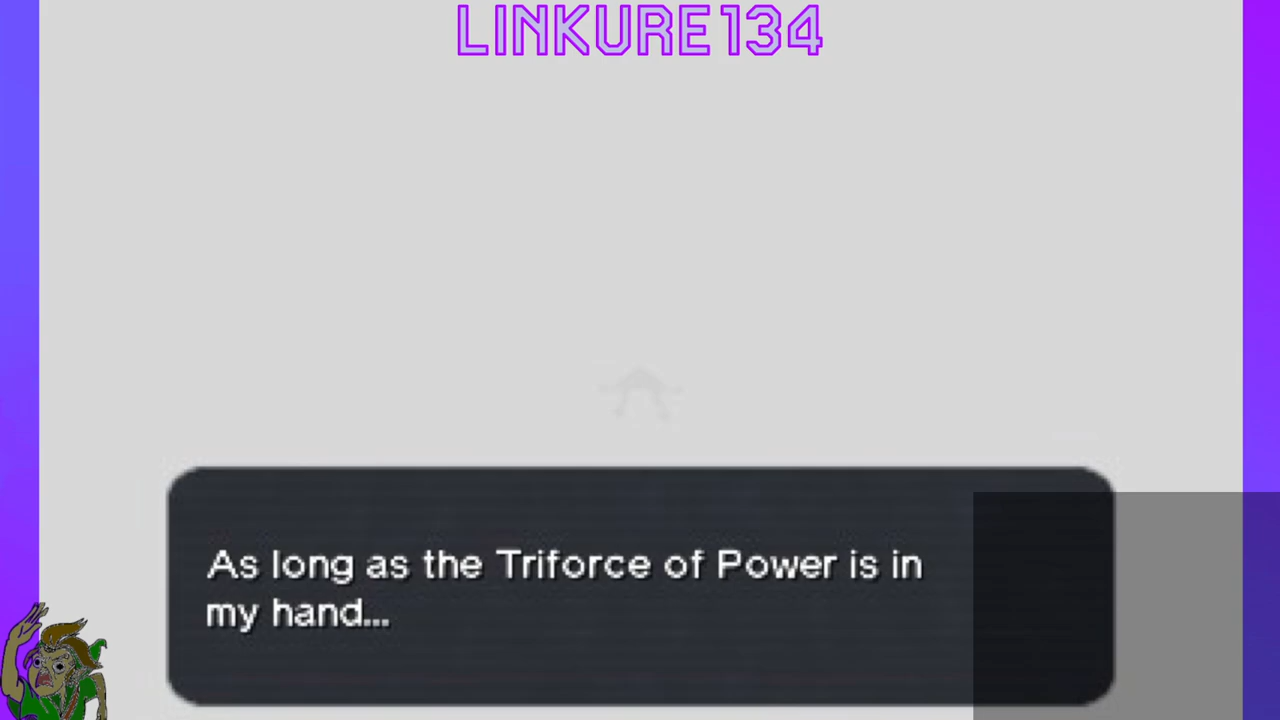 LINKURE134
As long as the Triforce of Power is in
my hand...